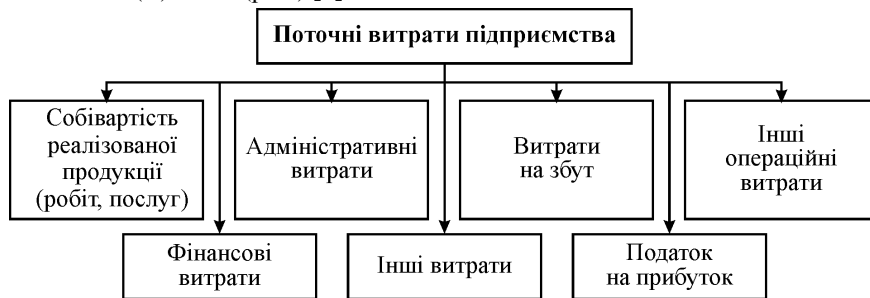 Поточні витрати підприємства
Собівартість
реалізованої
продукції
(робіт, послуг)
Адміністративні
витрати
Витрати
на збут
Інші
операційні
витрати
Фінансові
витрати
Інші витрати
Податок
на прибуток